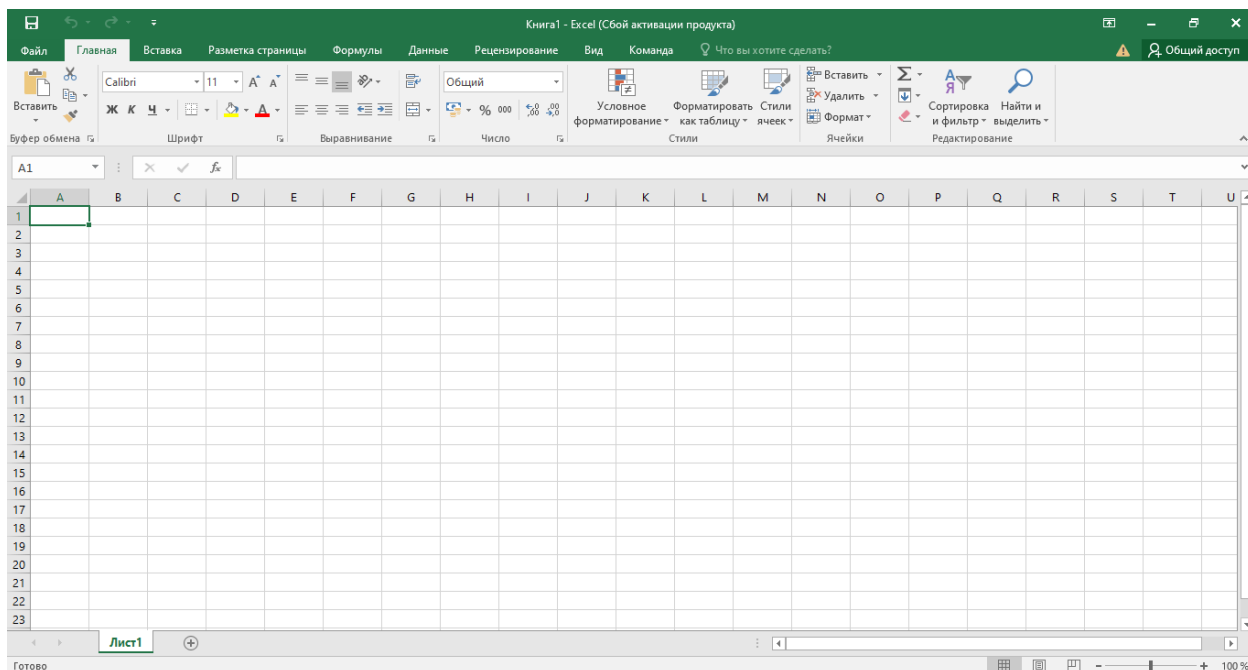 Книга1 - Excel (Сбой активации продукта)
Файл Главная Вставка Разметка страницы Формулы Данные Рецензирование Вид Команда Что вы хотите сделать? Общий доступ
Вставить
Буфер обмена
Calibri 11
Ж К Ч
Шрифт
Выравнивание
Общий
% 000
Число
Условное форматирование
Форматировать как таблицу
Стили ячеек
Стили
Вставить
Удалить
Формат
Ячейки
Сортировка и фильтр
Найти и выделить
Редактирование
A1 fx
A B C D E F G H I J K L M N O P Q R S T U
1
2
3
4
5
6
7
8
9
10
11
12
13
14
15
16
17
18
19
20
21
22
23
Лист1
Готово 100 %